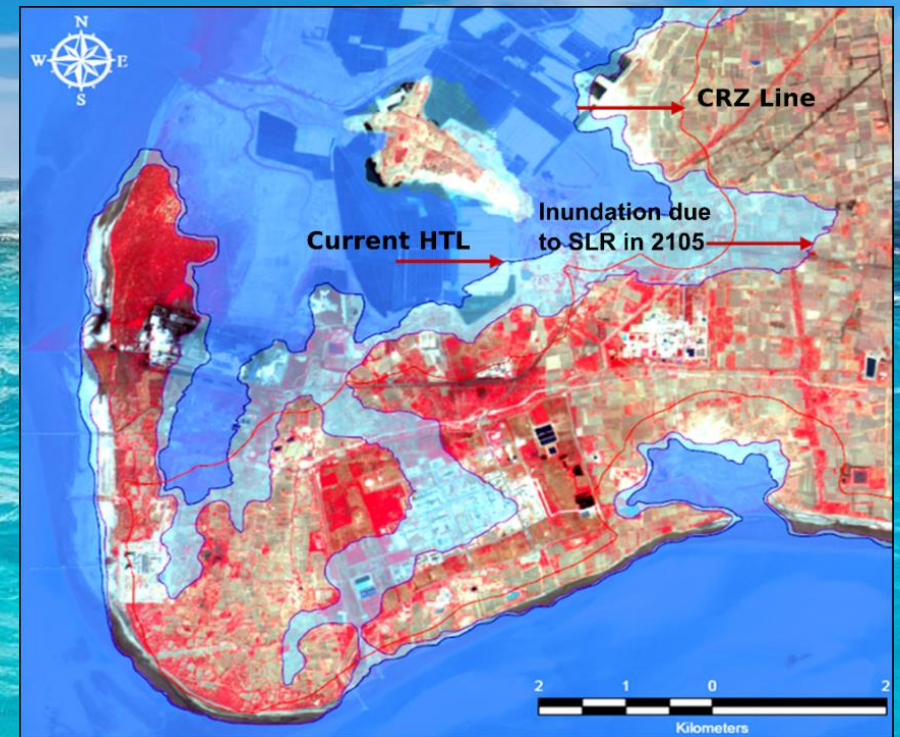 N
W E
S
CRZ Line
Inundation due
to SLR in 2105
Current HTL
2 1 0 2
Kilometers